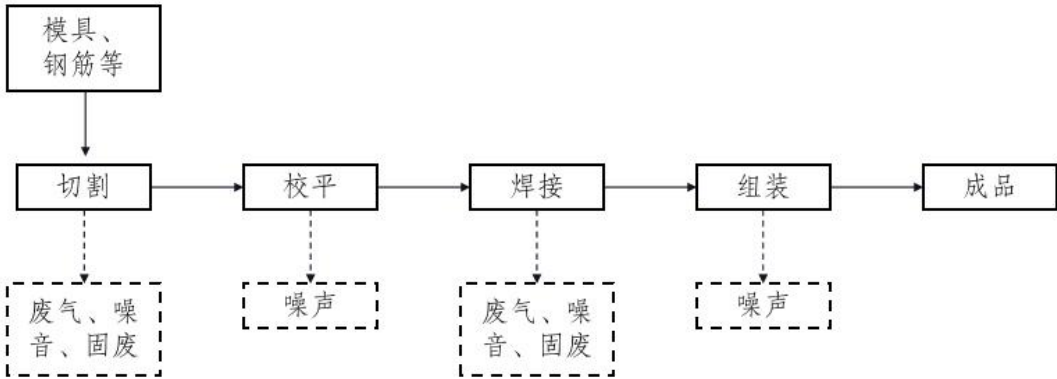 模具、
钢筋等
切割
校平
焊接
组装
成品
废气、噪
音、固废
噪声
废气、噪
音、固废
噪声